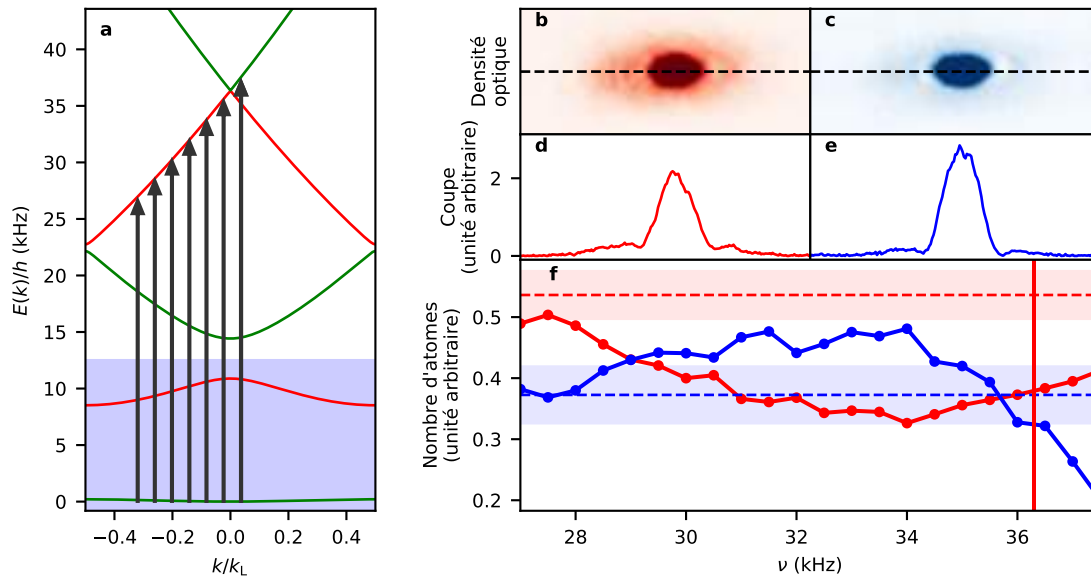 a
40
35
30
25
20
15
10
5
0
E(k)/h (kHz)
−0.4 −0.2 0.0 0.2 0.4
k/k_L
b
c
Densité
optique
d
e
2
0
Coupe
(unité arbitraire)
f
0.5
0.4
0.3
0.2
Nombre d'atomes
(unité arbitraire)
28 30 32 34 36
ν (kHz)